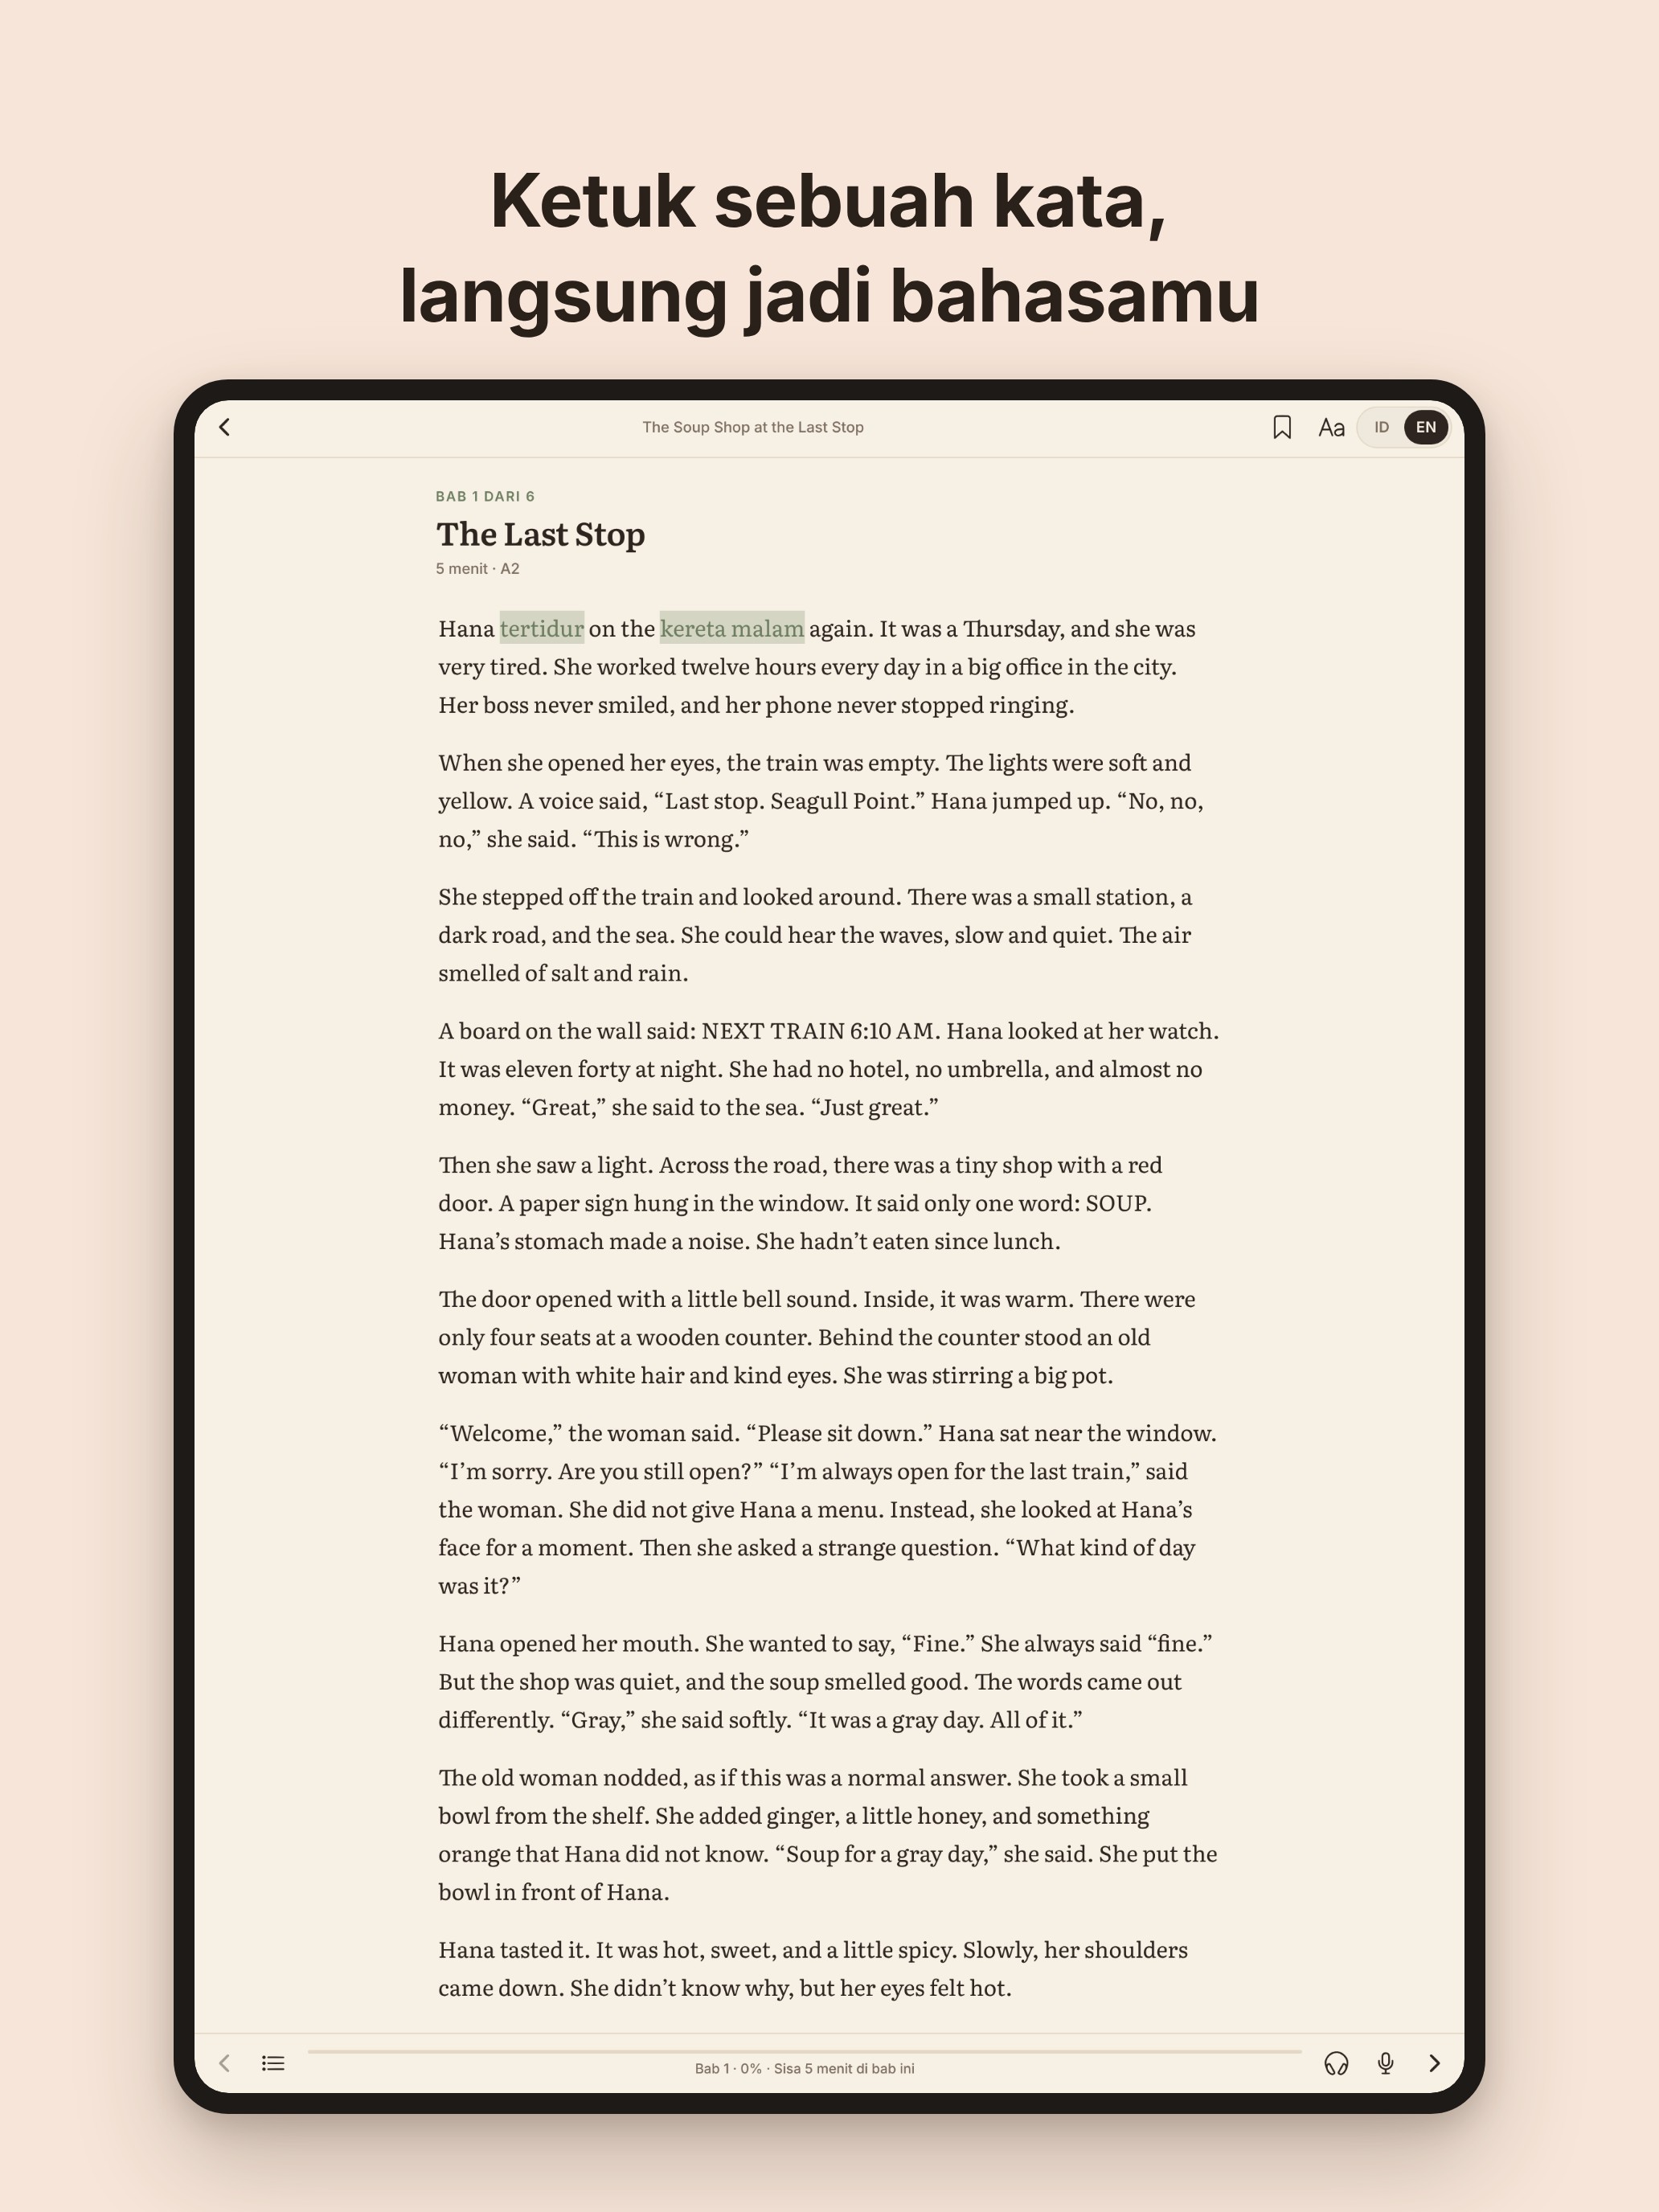 Ketuk sebuah kata,
langsung jadi bahasamu
The Soup Shop at the Last Stop
Aa
ID
EN
BAB 1 DARI 6
The Last Stop
5 menit · A2
Hana tertidur on the kereta malam again. It was a Thursday, and she was
very tired. She worked twelve hours every day in a big office in the city.
Her boss never smiled, and her phone never stopped ringing.
When she opened her eyes, the train was empty. The lights were soft and
yellow. A voice said, “Last stop. Seagull Point.” Hana jumped up. “No, no,
no,” she said. “This is wrong.”
She stepped off the train and looked around. There was a small station, a
dark road, and the sea. She could hear the waves, slow and quiet. The air
smelled of salt and rain.
A board on the wall said: NEXT TRAIN 6:10 AM. Hana looked at her watch.
It was eleven forty at night. She had no hotel, no umbrella, and almost no
money. “Great,” she said to the sea. “Just great.”
Then she saw a light. Across the road, there was a tiny shop with a red
door. A paper sign hung in the window. It said only one word: SOUP.
Hana’s stomach made a noise. She hadn’t eaten since lunch.
The door opened with a little bell sound. Inside, it was warm. There were
only four seats at a wooden counter. Behind the counter stood an old
woman with white hair and kind eyes. She was stirring a big pot.
“Welcome,” the woman said. “Please sit down.” Hana sat near the window.
“I’m sorry. Are you still open?” “I’m always open for the last train,” said
the woman. She did not give Hana a menu. Instead, she looked at Hana’s
face for a moment. Then she asked a strange question. “What kind of day
was it?”
Hana opened her mouth. She wanted to say, “Fine.” She always said “fine.”
But the shop was quiet, and the soup smelled good. The words came out
differently. “Gray,” she said softly. “It was a gray day. All of it.”
The old woman nodded, as if this was a normal answer. She took a small
bowl from the shelf. She added ginger, a little honey, and something
orange that Hana did not know. “Soup for a gray day,” she said. She put the
bowl in front of Hana.
Hana tasted it. It was hot, sweet, and a little spicy. Slowly, her shoulders
came down. She didn’t know why, but her eyes felt hot.
Bab 1 · 0% · Sisa 5 menit di bab ini